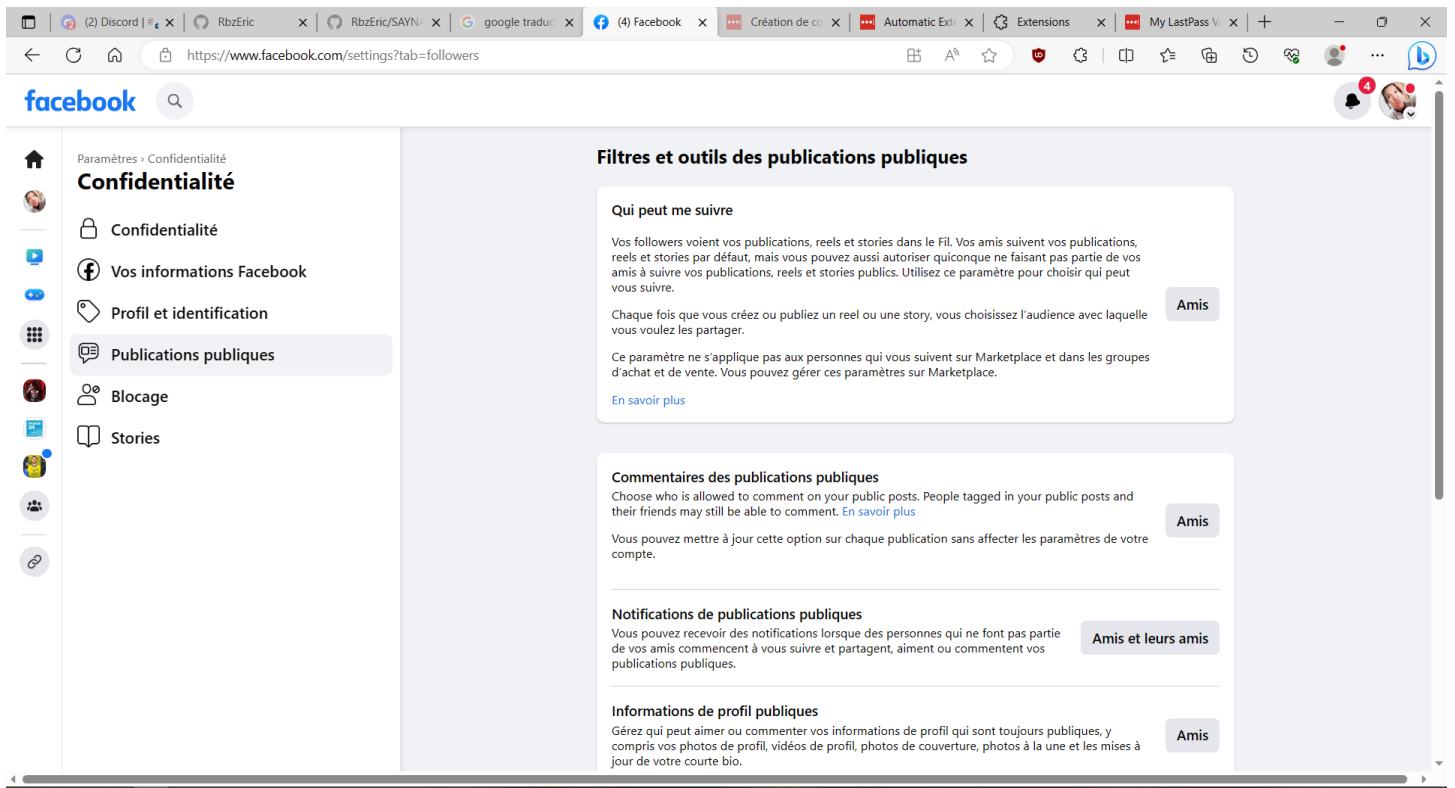 (2) Discord | #
RbzEric
RbzEric/SAYN
google traduc
(4) Facebook
Création de co
Automatic Exte
Extensions
My LastPass V
https://www.facebook.com/settings?tab=followers
facebook
4
Paramètres › Confidentialité
Confidentialité
Confidentialité
Vos informations Facebook
Profil et identification
Publications publiques
Blocage
Stories
Filtres et outils des publications publiques
Qui peut me suivre
Vos followers voient vos publications, reels et stories dans le Fil. Vos amis suivent vos publications,
reels et stories par défaut, mais vous pouvez aussi autoriser quiconque ne faisant pas partie de vos
amis à suivre vos publications, reels et stories publics. Utilisez ce paramètre pour choisir qui peut
vous suivre.
Amis
Chaque fois que vous créez ou publiez un reel ou une story, vous choisissez l'audience avec laquelle
vous voulez les partager.
Ce paramètre ne s'applique pas aux personnes qui vous suivent sur Marketplace et dans les groupes
d'achat et de vente. Vous pouvez gérer ces paramètres sur Marketplace.
En savoir plus
Commentaires des publications publiques
Choose who is allowed to comment on your public posts. People tagged in your public posts and
their friends may still be able to comment. En savoir plus
Amis
Vous pouvez mettre à jour cette option sur chaque publication sans affecter les paramètres de votre
compte.
Notifications de publications publiques
Vous pouvez recevoir des notifications lorsque des personnes qui ne font pas partie
de vos amis commencent à vous suivre et partagent, aiment ou commentent vos
publications publiques.
Amis et leurs amis
Informations de profil publiques
Gérez qui peut aimer ou commenter vos informations de profil qui sont toujours publiques, y
compris vos photos de profil, vidéos de profil, photos de couverture, photos à la une et les mises à
jour de votre courte bio.
Amis